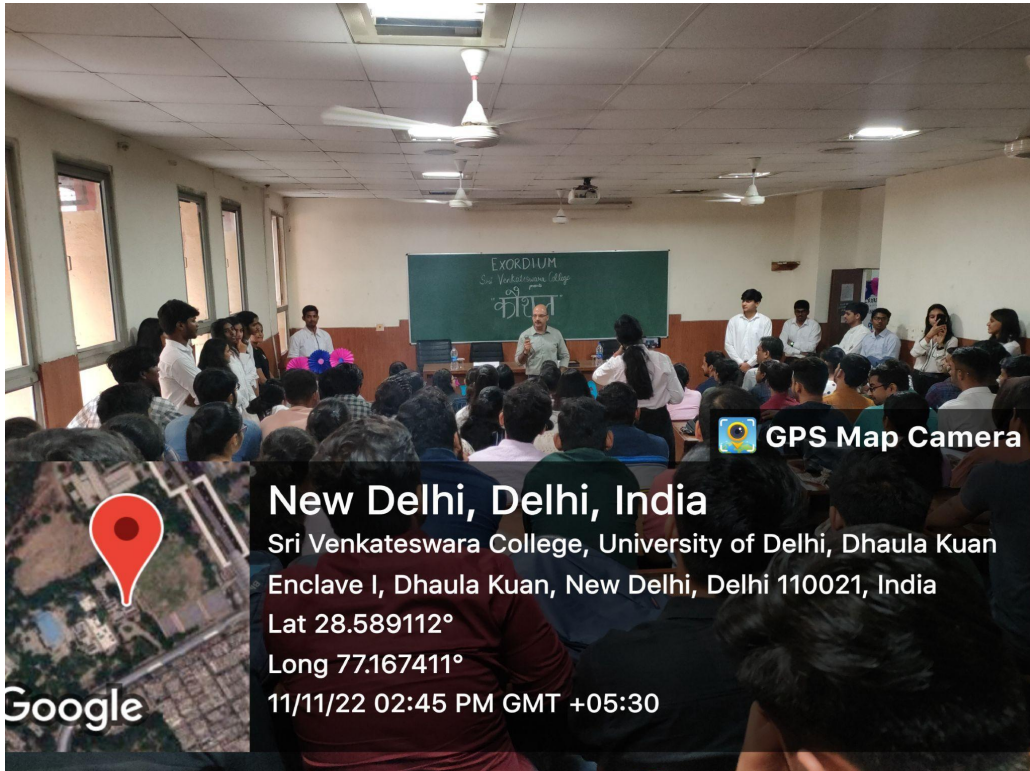 EXORDIUM
Sri Venkateswara College
presents
"कौशल"
GPS Map Camera
New Delhi, Delhi, India
Sri Venkateswara College, University of Delhi, Dhaula Kuan
Enclave I, Dhaula Kuan, New Delhi, Delhi 110021, India
Lat 28.589112°
Long 77.167411°
11/11/22 02:45 PM GMT +05:30
Google